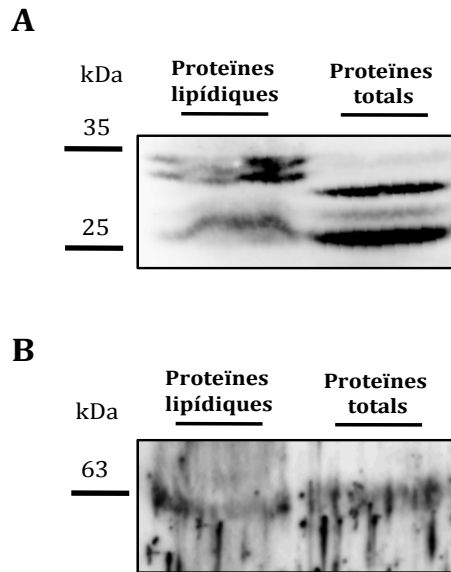 A
kDa
Proteïnes
lipídiques
Proteïnes
totals
35
25
B
kDa
Proteïnes
lipídiques
Proteïnes
totals
63